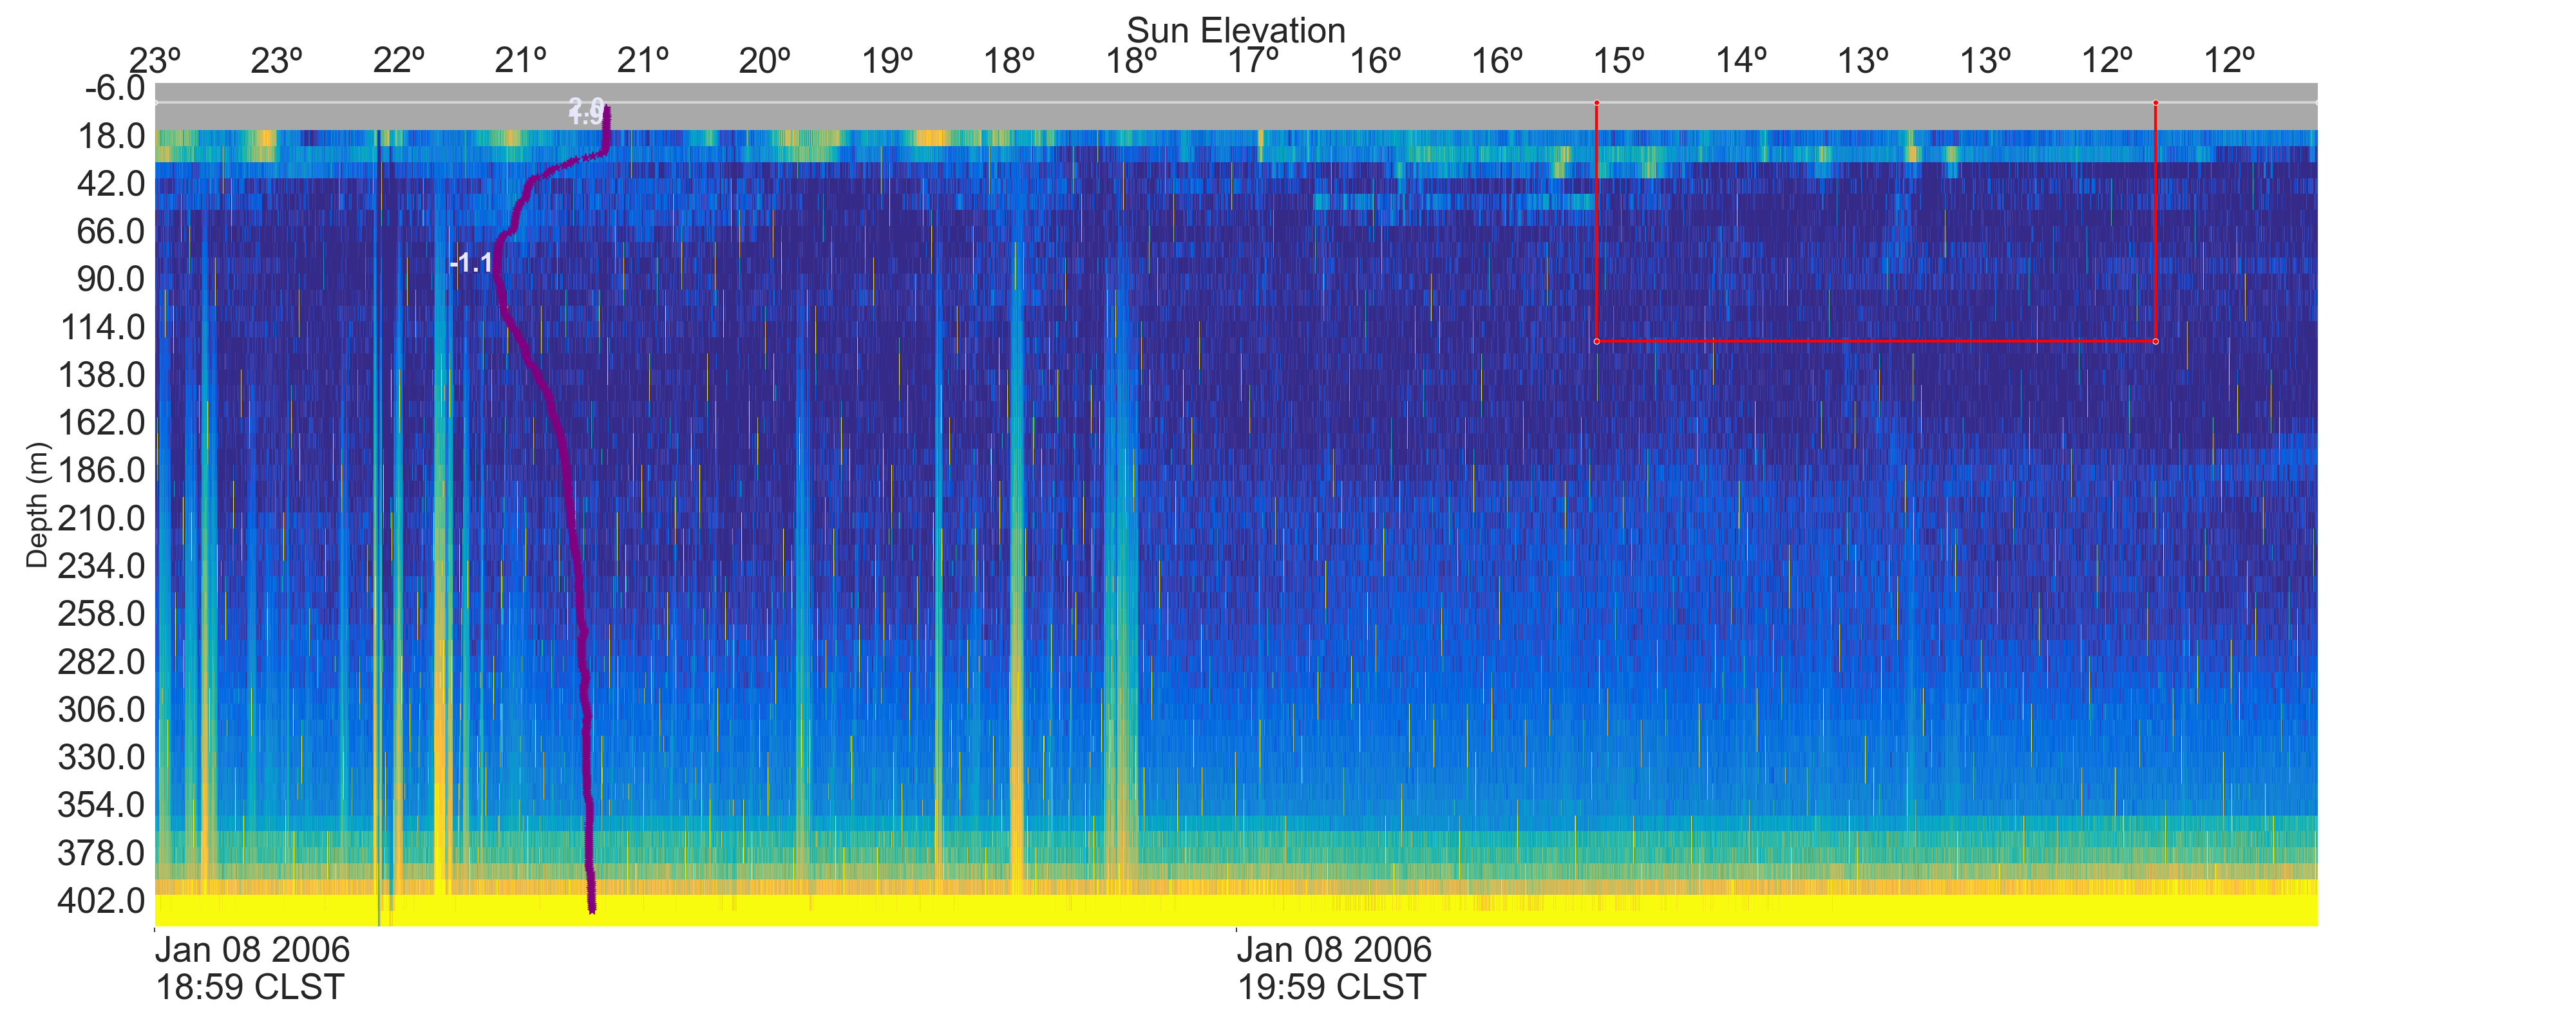 Sun Elevation
23º 23º 22º 21º 21º 20º 19º 18º 18º 17º 16º 16º 15º 14º 13º 13º 12º 12º
-6.0
18.0
42.0
66.0
90.0
114.0
138.0
162.0
186.0
210.0
234.0
258.0
282.0
306.0
330.0
354.0
378.0
402.0
Depth (m)
-1.1
Jan 08 2006
18:59 CLST
Jan 08 2006
19:59 CLST